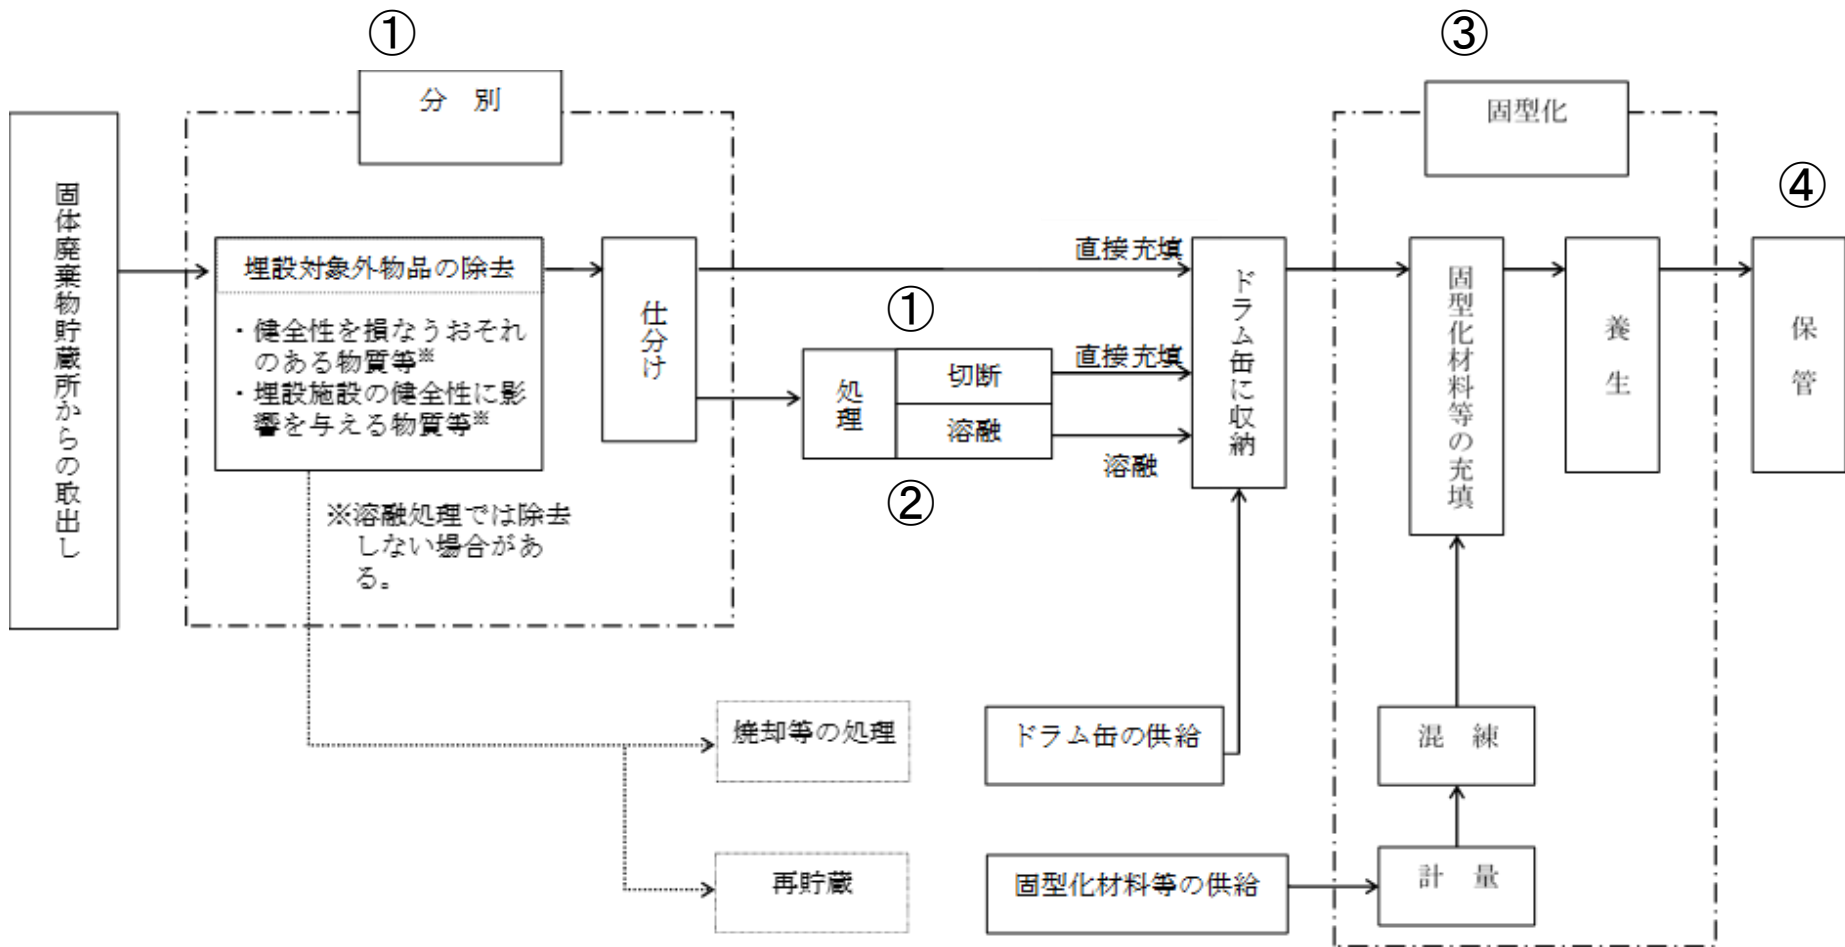 ①
分　別
固体廃棄物貯蔵所からの取出し
埋設対象外物品の除去
・健全性を損なうおそれ
のある物質等※
・埋設施設の健全性に影
響を与える物質等※
※溶融処理では除去
しない場合があ
る。
仕分け
焼却等の処理
再貯蔵
①
処理
切断
溶融
②
直接充填
直接充填
溶融
ドラム缶に収納
ドラム缶の供給
固型化材料等の供給
③
固型化
固型化材料等の充填
養生
混　練
計　量
④
保管